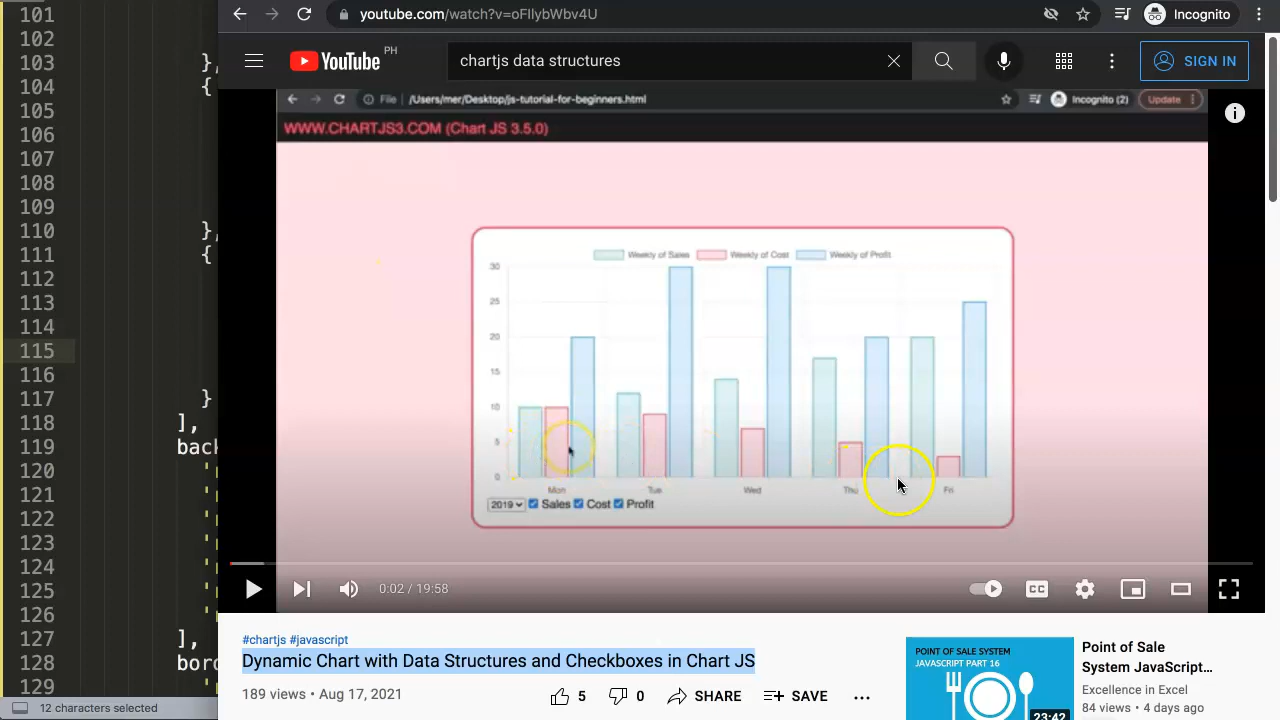 101
102
103 },
104 {
105
106
107
108
109
110 },
111 {
112
113
114
115
116
117 }
118 ],
119 back
120 '
121 '
122 '
123 '
124 '
125 '
126 '
127 ],
128 bord
129
12 characters selected
youtube.com/watch?v=oFIlybWbv4U
Incognito
YouTube PH
chartjs data structures
SIGN IN
File /Users/mer/Desktop/js-tutorial-for-beginners.html
Incognito (2)
Update
WWW.CHARTJS3.COM (Chart JS 3.5.0)
Weekly of Sales Weekly of Cost Weekly of Profit
30
25
20
15
10
5
0
Mon Tue Wed Thu Fri
2019 Sales Cost Profit
0:02 / 19:58
CC
#chartjs #javascript
Dynamic Chart with Data Structures and Checkboxes in Chart JS
189 views • Aug 17, 2021
5 0 SHARE SAVE
POINT OF SALE SYSTEM
JAVASCRIPT PART 16
23:42
Point of Sale
System JavaScript...
Excellence in Excel
84 views • 4 days ago